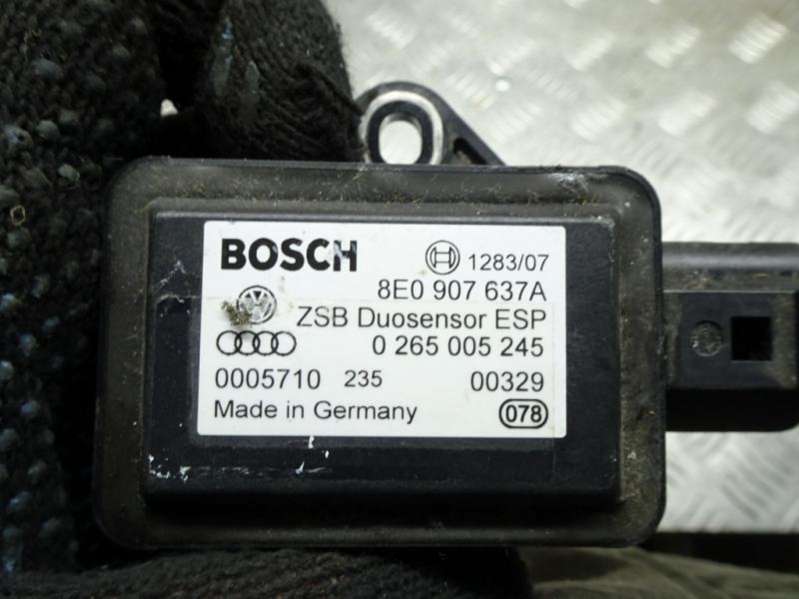 BOSCH
1283/07
8E0 907 637A
ZSB Duosensor ESP
0 265 005 245
0005710 235 00329
Made in Germany 078